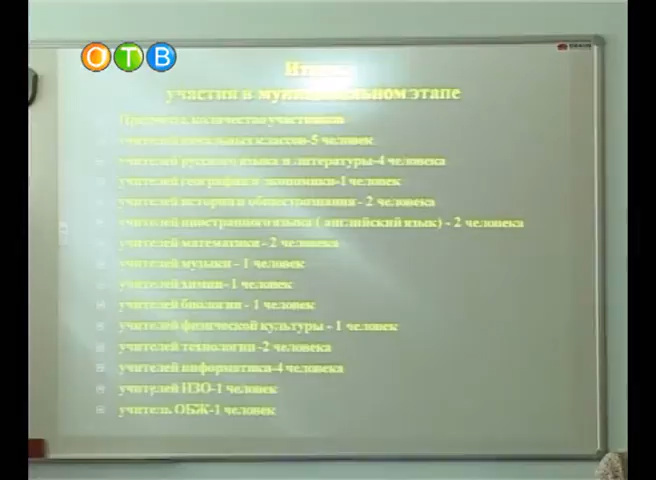 ОТВ
Итоги
участия в муниципальном этапе
Предмета, количество участников
учителей начальных классов-5 человек
учителей русского языка и литературы-4 человека
учителей географии и экономики-1 человек
учителей истории и обществознания - 2 человека
учителей иностранного языка ( английский язык) - 2 человека
учителей математики - 2 человека
учителей музыки - 1 человек
учителей химии- 1 человек
учителей биологии - 1 человек
учителей физической культуры - 1 человек
учителей технологии -2 человека
учителей информатики-4 человека
учителей ИЗО-1 человек
учитель ОБЖ-1 человек